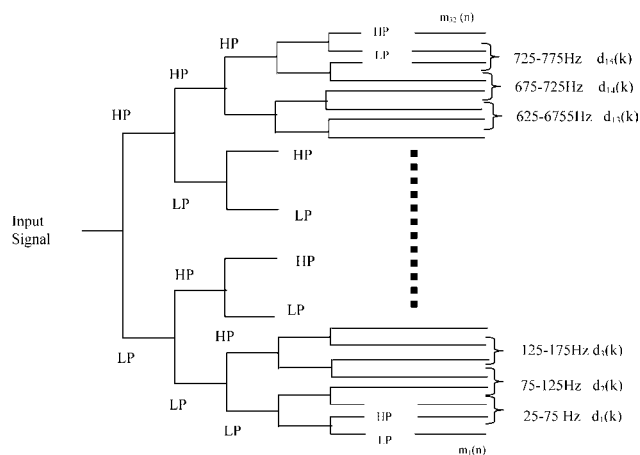 m32 (n)
HP
HP
LP
725-775Hz d15(k)
HP
HP
675-725Hz d14(k)
HP
625-6755Hz d13(k)
HP
LP
LP
Input
Signal
HP
HP
LP
HP
LP
125-175Hz d3(k)
75-125Hz d2(k)
LP
HP
25-75 Hz d1(k)
LP
LP
m1(n)